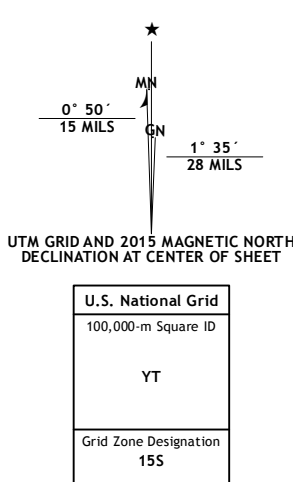 ★
MN
0° 50´
15 MILS
GN
1° 35´
28 MILS
UTM GRID AND 2015 MAGNETIC NORTH
DECLINATION AT CENTER OF SHEET
U.S. National Grid
100,000-m Square ID
YT
Grid Zone Designation
15S